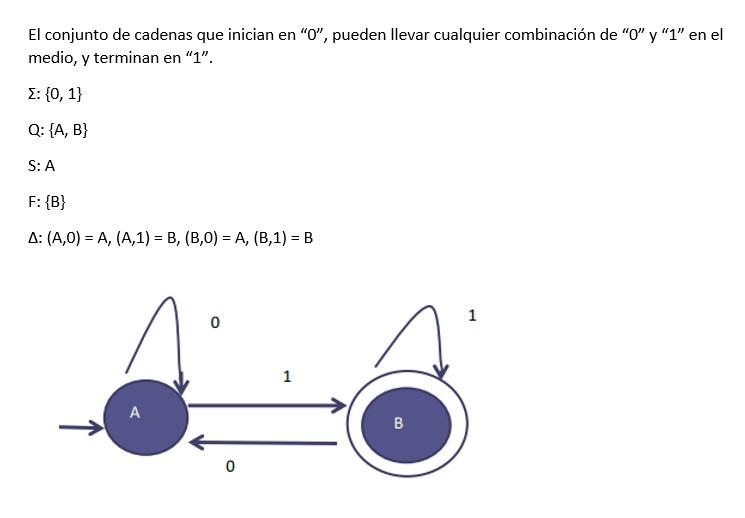 El conjunto de cadenas que inician en “0”, pueden llevar cualquier combinación de “0” y “1” en el
medio, y terminan en “1”.
Σ: {0, 1}
Q: {A, B}
S: A
F: {B}
Δ: (A,0) = A, (A,1) = B, (B,0) = A, (B,1) = B
0
1
1
A
B
0